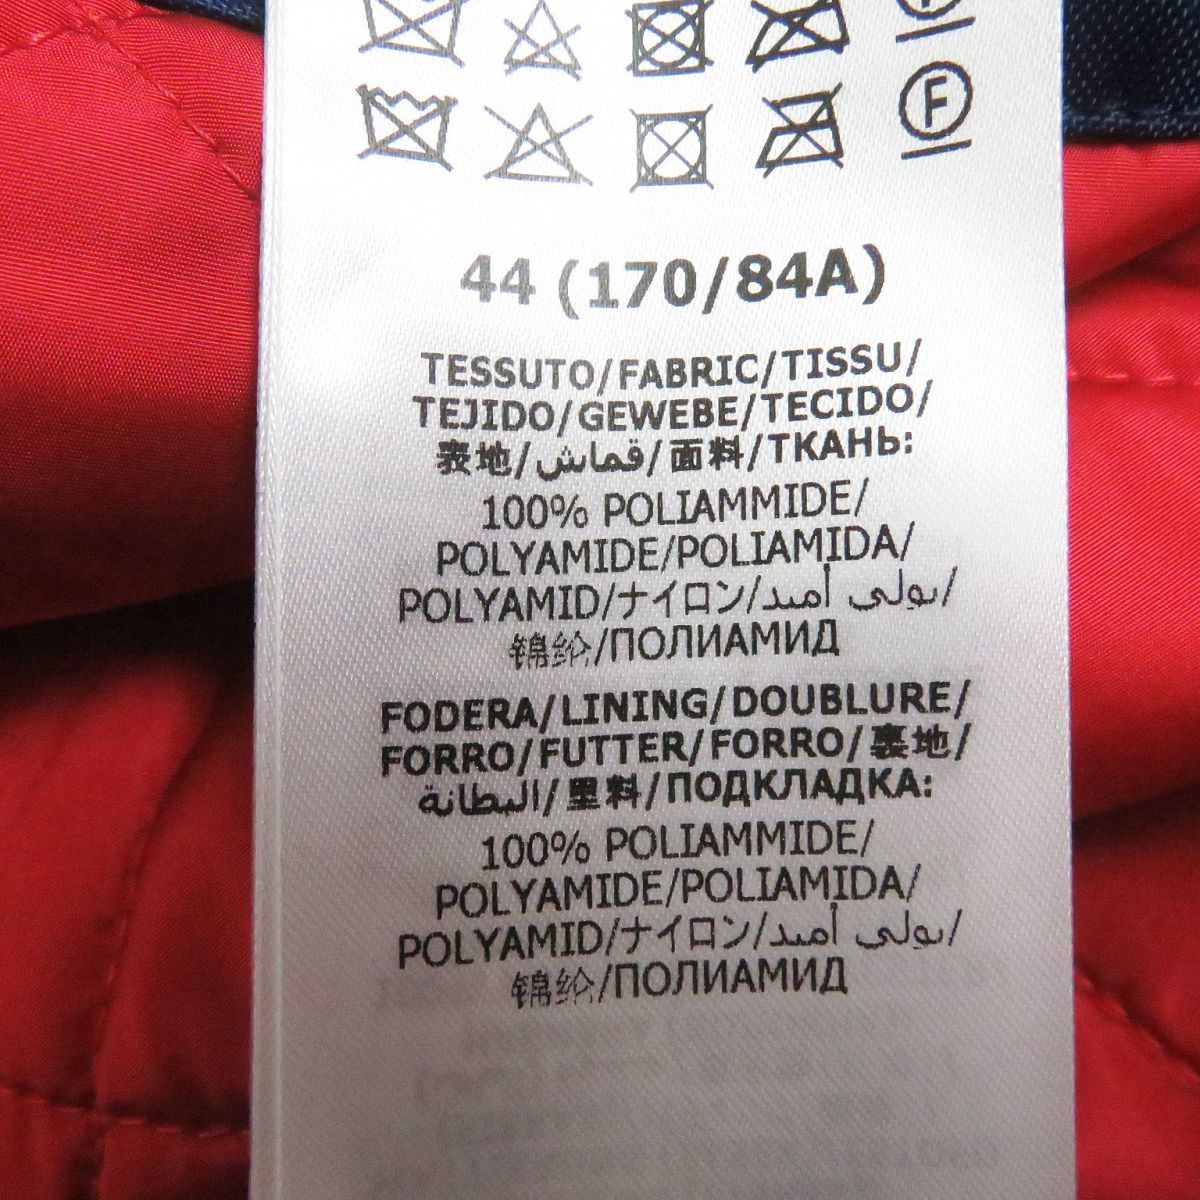 F
44 (170/84A)
TESSUTO/FABRIC/TISSU/
TEJIDO/GEWEBE/TECIDO/
表地/قماش/面料/ТКАНЬ:
100% POLIAMMIDE/
POLYAMIDE/POLIAMIDA/
POLYAMID/ナイロン/بولي أميد/
锦纶/ПОЛИАМИД
FODERA/LINING/DOUBLURE/
FORRO/FUTTER/FORRO/裏地/
البطانة/里料/ПОДКЛАДКА:
100% POLIAMMIDE/
POLYAMIDE/POLIAMIDA/
POLYAMID/ナイロン/بولي أميد/
锦纶/ПОЛИАМИД